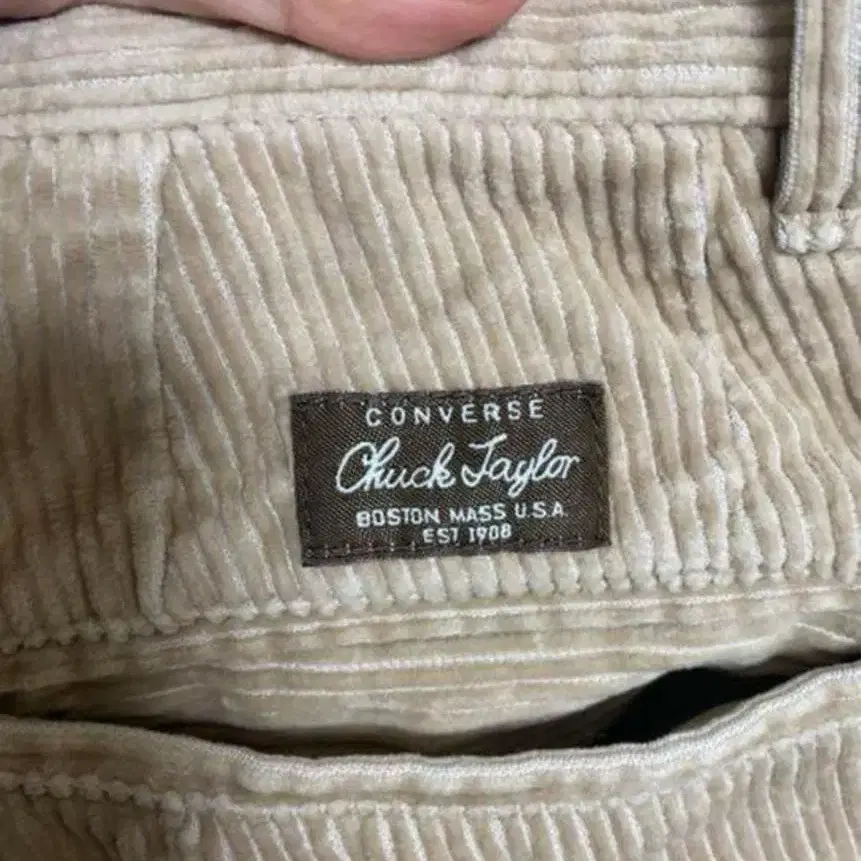 CONVERSE
Chuck Taylor
BOSTON MASS U.S.A.
EST 1908